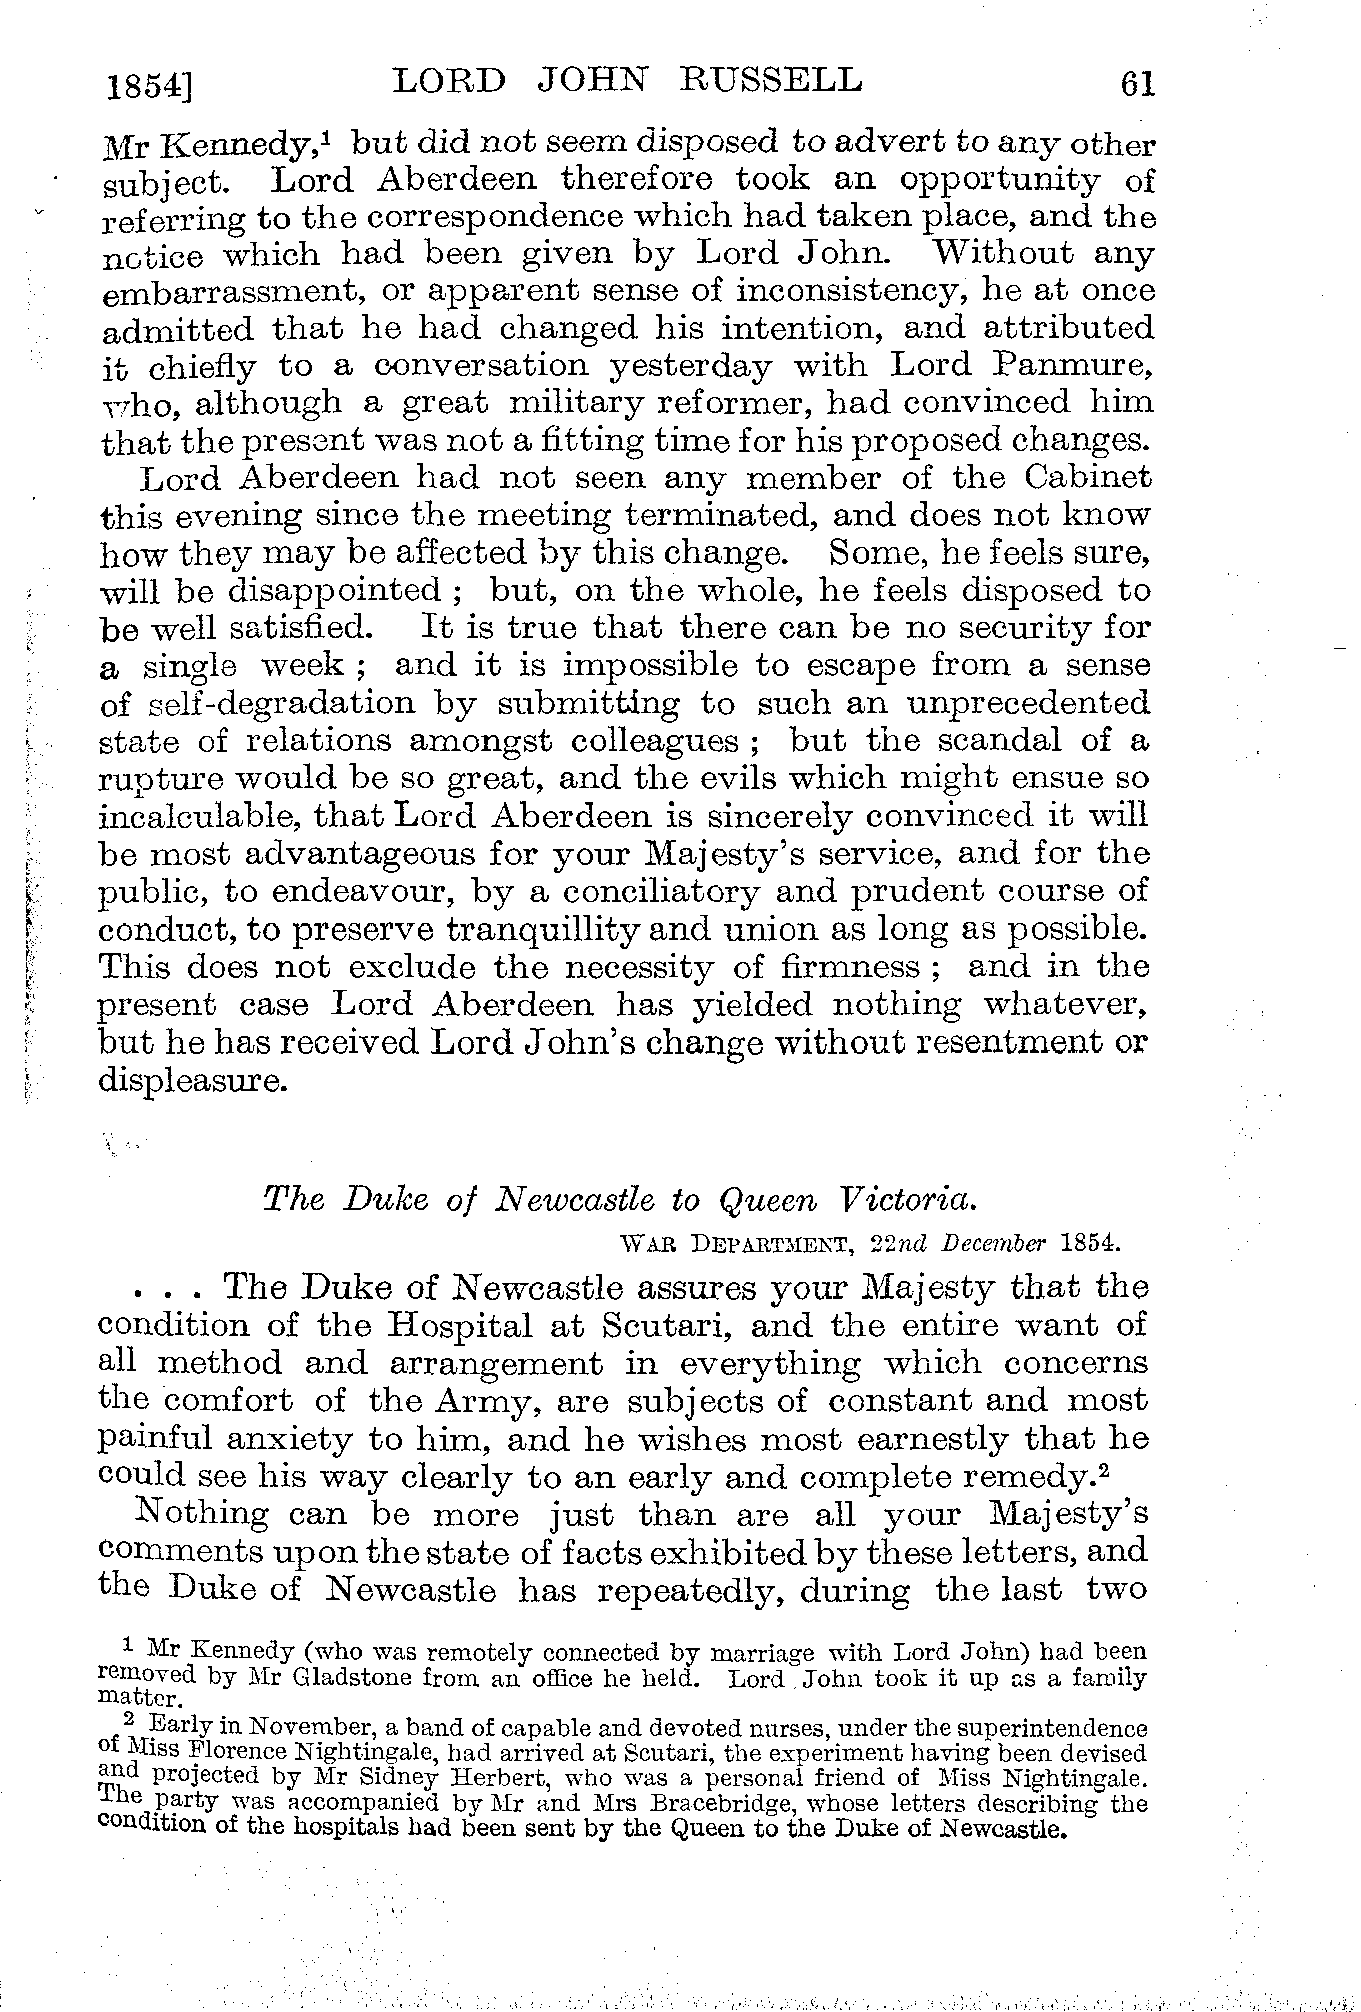 1854] LORD JOHN RUSSELL 61
Mr Kennedy,¹ but did not seem disposed to advert to any other
subject. Lord Aberdeen therefore took an opportunity of
referring to the correspondence which had taken place, and the
notice which had been given by Lord John. Without any
embarrassment, or apparent sense of inconsistency, he at once
admitted that he had changed his intention, and attributed
it chiefly to a conversation yesterday with Lord Panmure,
who, although a great military reformer, had convinced him
that the present was not a fitting time for his proposed changes.
Lord Aberdeen had not seen any member of the Cabinet
this evening since the meeting terminated, and does not know
how they may be affected by this change. Some, he feels sure,
will be disappointed ; but, on the whole, he feels disposed to
be well satisfied. It is true that there can be no security for
a single week ; and it is impossible to escape from a sense
of self-degradation by submitting to such an unprecedented
state of relations amongst colleagues ; but the scandal of a
rupture would be so great, and the evils which might ensue so
incalculable, that Lord Aberdeen is sincerely convinced it will
be most advantageous for your Majesty's service, and for the
public, to endeavour, by a conciliatory and prudent course of
conduct, to preserve tranquillity and union as long as possible.
This does not exclude the necessity of firmness ; and in the
present case Lord Aberdeen has yielded nothing whatever,
but he has received Lord John's change without resentment or
displeasure.
The Duke of Newcastle to Queen Victoria.
WAR DEPARTMENT, 22nd December 1854.
. . . The Duke of Newcastle assures your Majesty that the
condition of the Hospital at Scutari, and the entire want of
all method and arrangement in everything which concerns
the comfort of the Army, are subjects of constant and most
painful anxiety to him, and he wishes most earnestly that he
could see his way clearly to an early and complete remedy.²
Nothing can be more just than are all your Majesty's
comments upon the state of facts exhibited by these letters, and
the Duke of Newcastle has repeatedly, during the last two
¹ Mr Kennedy (who was remotely connected by marriage with Lord John) had been
removed by Mr Gladstone from an office he held. Lord John took it up as a family
matter.
² Early in November, a band of capable and devoted nurses, under the superintendence
of Miss Florence Nightingale, had arrived at Scutari, the experiment having been devised
and projected by Mr Sidney Herbert, who was a personal friend of Miss Nightingale.
The party was accompanied by Mr and Mrs Bracebridge, whose letters describing the
condition of the hospitals had been sent by the Queen to the Duke of Newcastle.